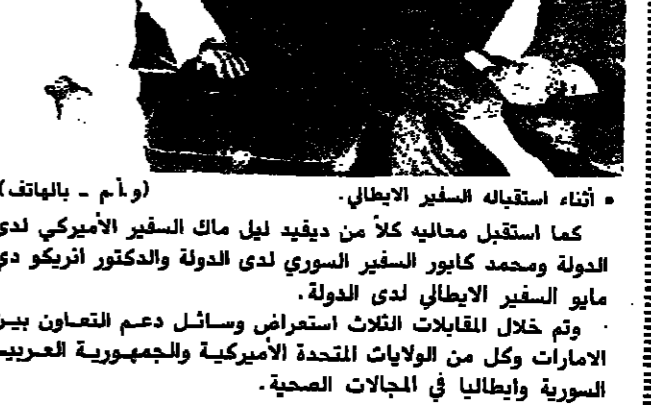 • أثناء استقباله السفير الايطالي. (و.أ.م - بالهاتف)
كما استقبل معاليه كلاً من ديفيد ليل ماك السفير الأميركي لدى
الدولة ومحمد كابور السفير السوري لدى الدولة والدكتور انريكو دي
مايو السفير الايطالي لدى الدولة.
وتم خلال المقابلات الثلاث استعراض وسائل دعم التعاون بين
الامارات وكل من الولايات المتحدة الأميركية وللجمهورية العربية
السورية وايطاليا في المجالات الصحية.